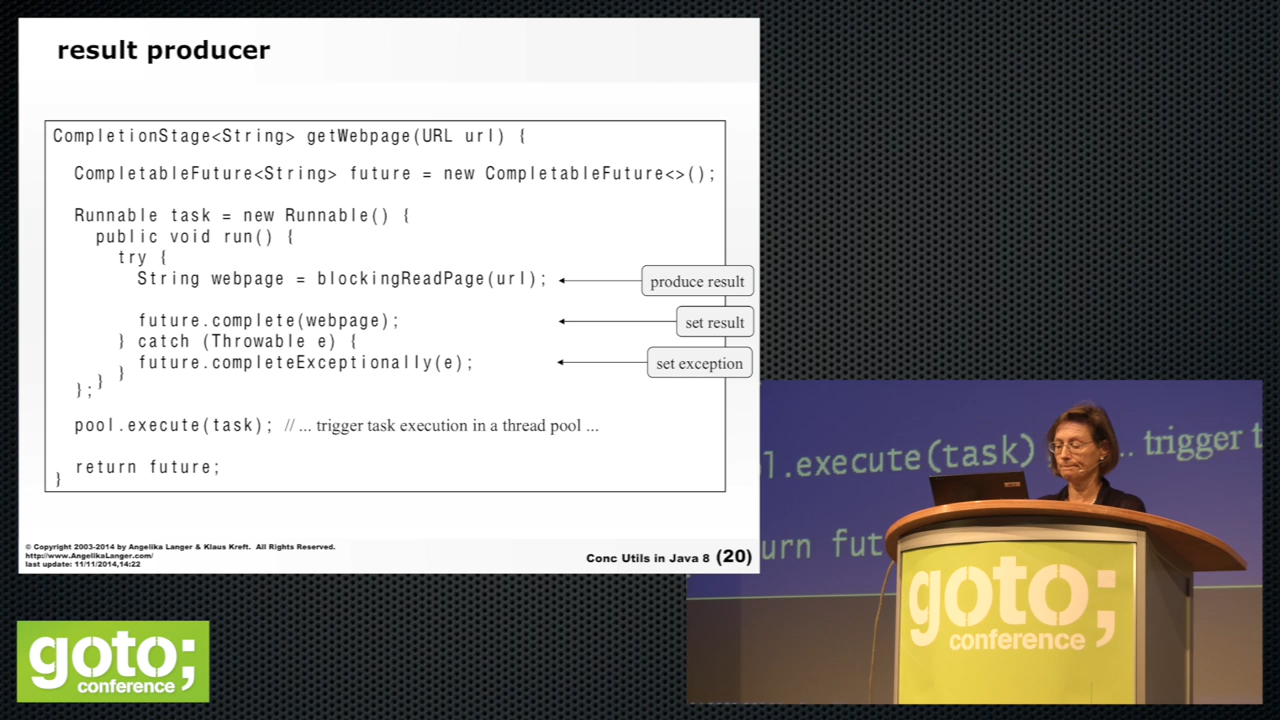 result producer
CompletionStage<String> getWebpage(URL url) {
CompletableFuture<String> future = new CompletableFuture<>();
Runnable task = new Runnable() {
public void run() {
try {
String webpage = blockingReadPage(url);
produce result
future.complete(webpage);
set result
} catch (Throwable e) {
future.completeExceptionally(e);
set exception
}
}
};
pool.execute(task); // ... trigger task execution in a thread pool ...
return future;
}
© Copyright 2003-2014 by Angelika Langer & Klaus Kreft. All Rights Reserved.
http://www.AngelikaLanger.com/
last update: 11/11/2014,14:22
Conc Utils in Java 8 (20)
l.execute(task) ... trigger t
urn fut
goto;
conference
goto;
conference